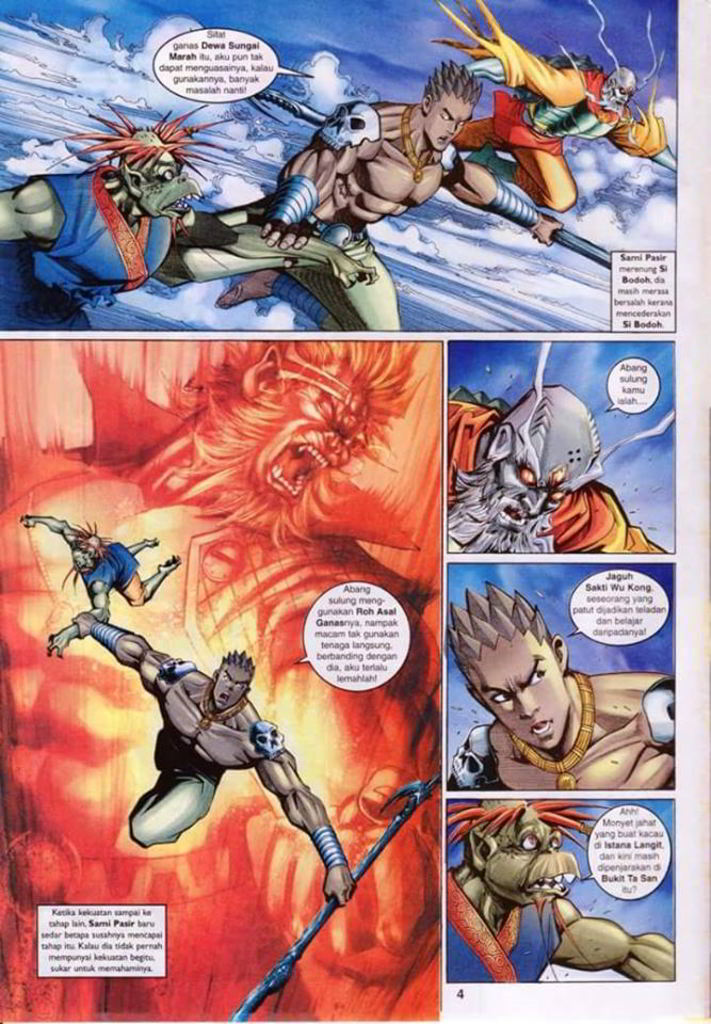 Sifat
ganas Dewa Sungai
Marah itu, aku pun tak
dapat menguasainya, kalau
gunakannya, banyak
masalah nanti!
Sami Pasir
merenung Si
Bodoh, dia
masih merasa
bersalah kerana
mencederakan
Si Bodoh.
Abang
sulung meng-
gunakan Roh Asal
Ganasnya, nampak
macam tak gunakan
tenaga langsung,
berbanding dengan
dia, aku terlalu
lemahlah!
Ketika kekuatan sampai ke
tahap lain, Sami Pasir baru
sedar betapa susahnya mencapai
tahap itu. Kalau dia tidak pernah
mempunyai kekuatan begitu,
sukar untuk memahaminya.
Abang
sulung
kamu
ialah....
Jaguh
Sakti Wu Kong,
seseorang yang
patut dijadikan teladan
dan belajar
daripadanya!
Ahh!
Monyet jahat
yang buat kacau
di Istana Langit,
dan kini masih
dipenjarakan di
Bukit Ta San
itu?
4